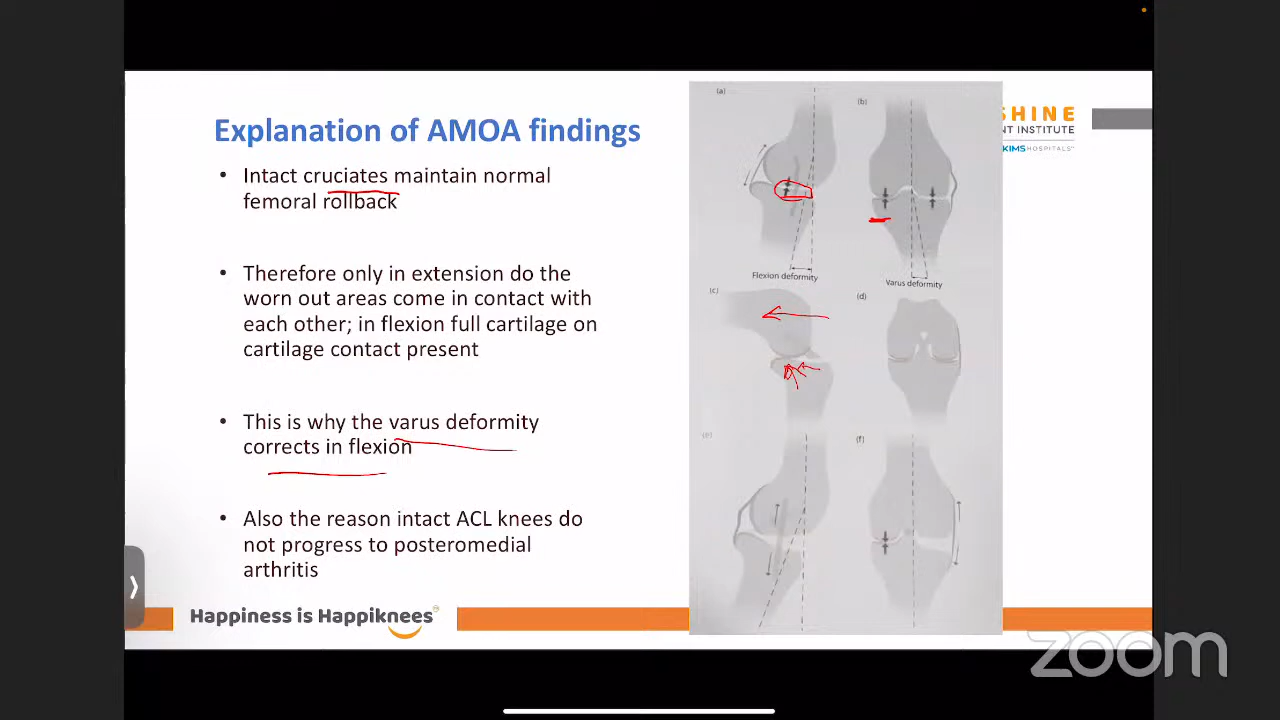 Explanation of AMOA findings
• Intact cruciates maintain normal
femoral rollback
• Therefore only in extension do the
worn out areas come in contact with
each other; in flexion full cartilage on
cartilage contact present
• This is why the varus deformity
corrects in flexion
• Also the reason intact ACL knees do
not progress to posteromedial
arthritis
(a)
(b)
Flexion deformity
Varus deformity
(c)
(d)
(e)
(f)
SHINE
NT INSTITUTE
KIMS HOSPITALS
Happiness is Happiknees
zoom